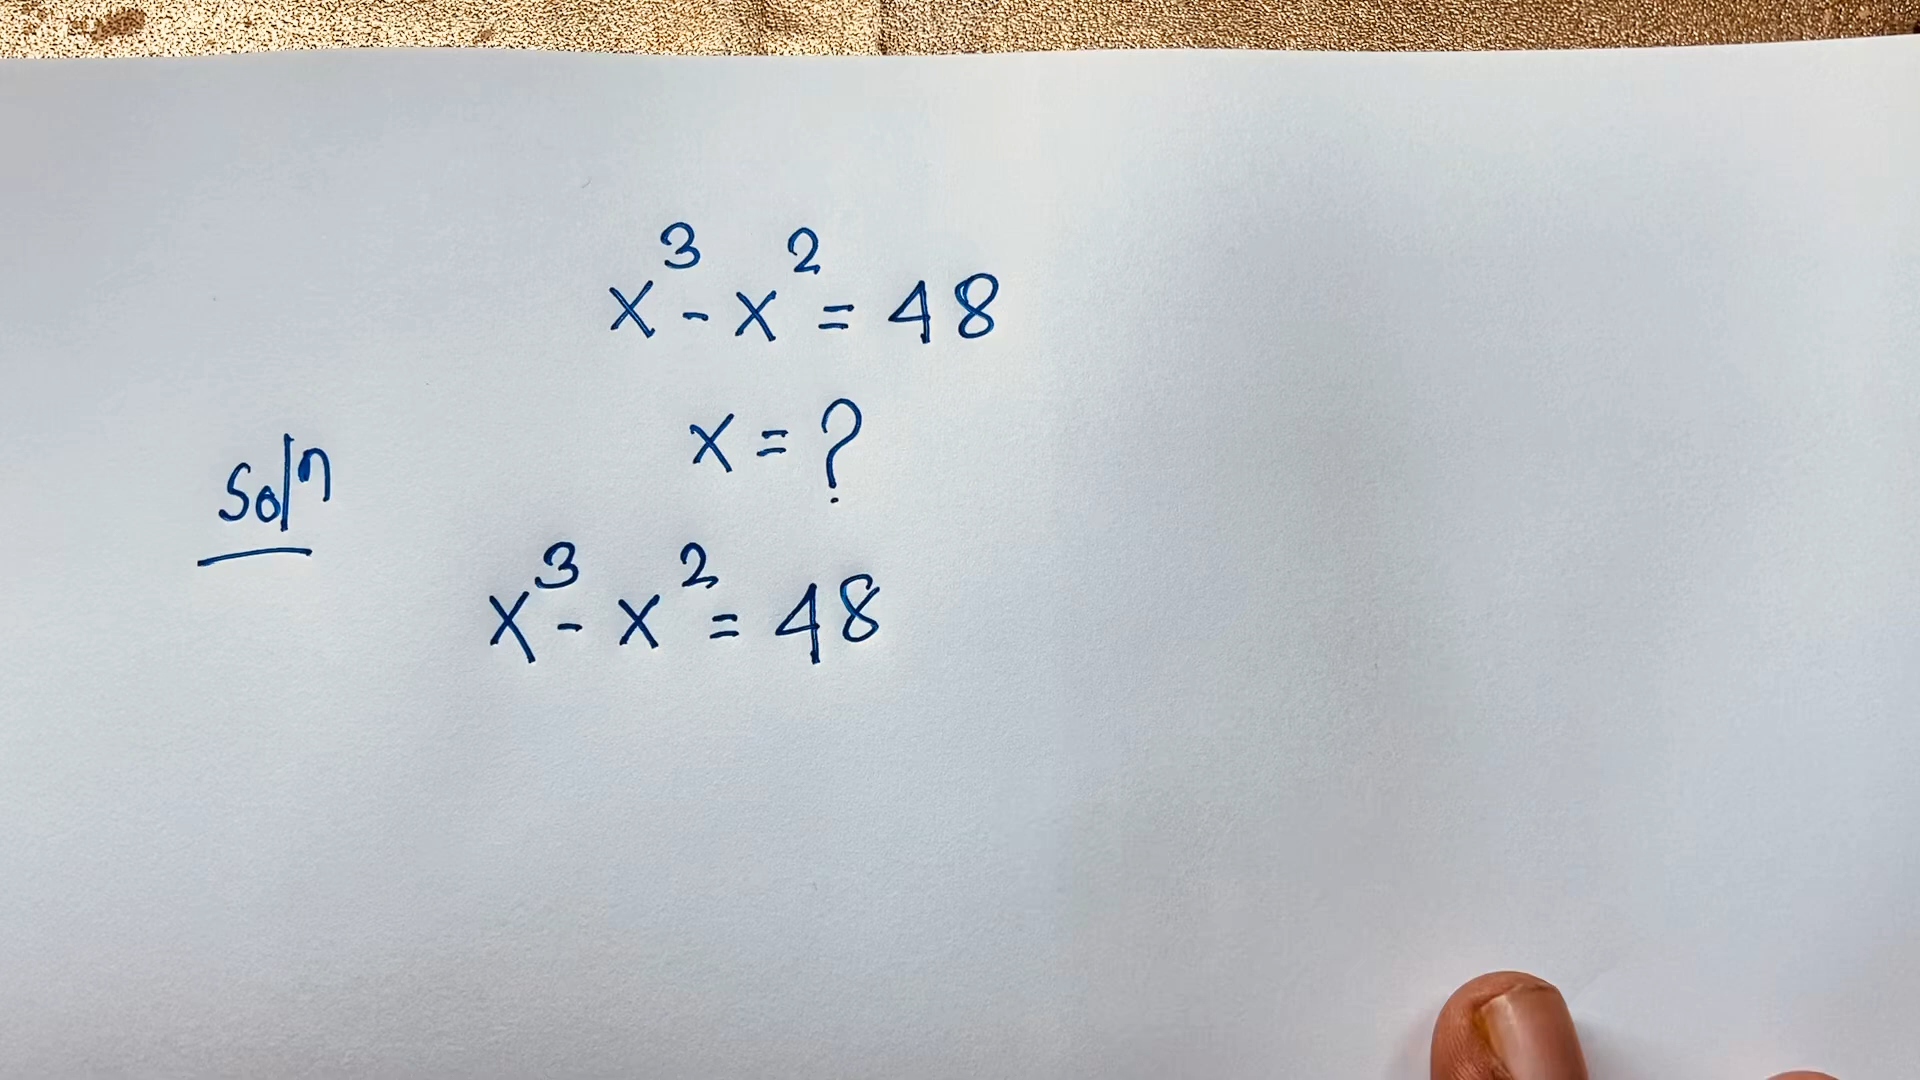 x³ - x² = 48
x = ?
Soln
x³ - x² = 48